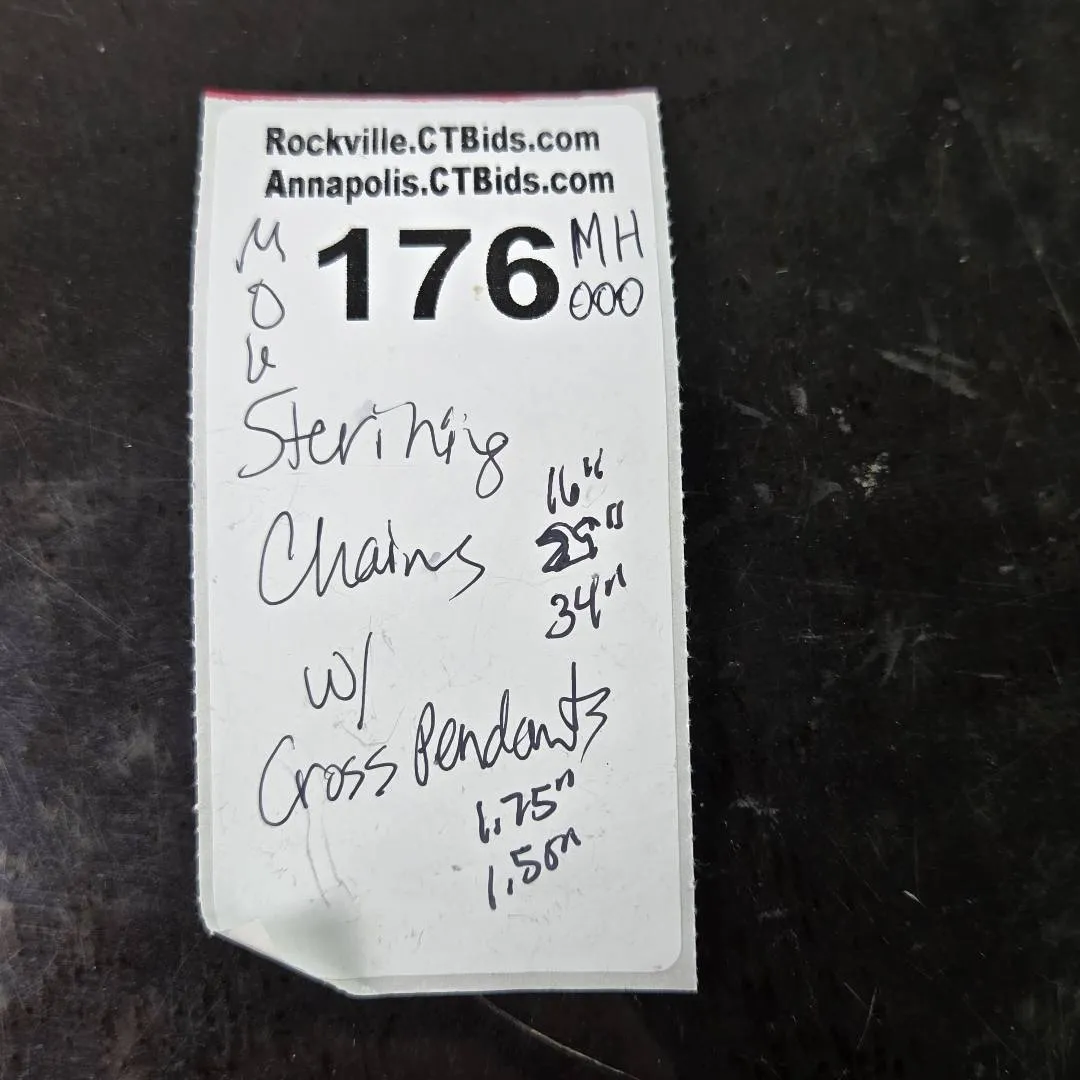 Rockville.CTBids.com
Annapolis.CTBids.com
176
MH
000
M
O
Sterling
Chains
16"
34"
w/
Cross Pendants
1.75"
1.50"